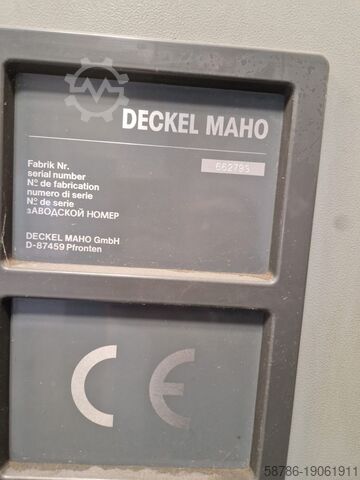 DECKEL MAHO
Fabrik Nr. 662795
serial number
Nº de fabrication
numero di serie
Nº de serie
зАВОДСКОЙ НОМЕР
DECKEL MAHO GmbH
D-87459 Pfronten
CE
58786-19061911